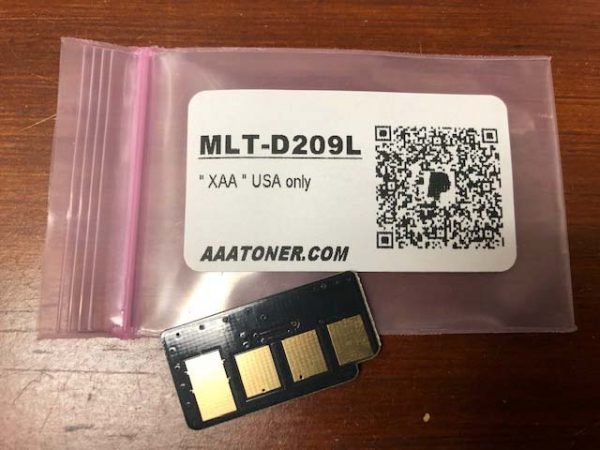 MLT-D209L
" XAA " USA only
AAATONER.COM